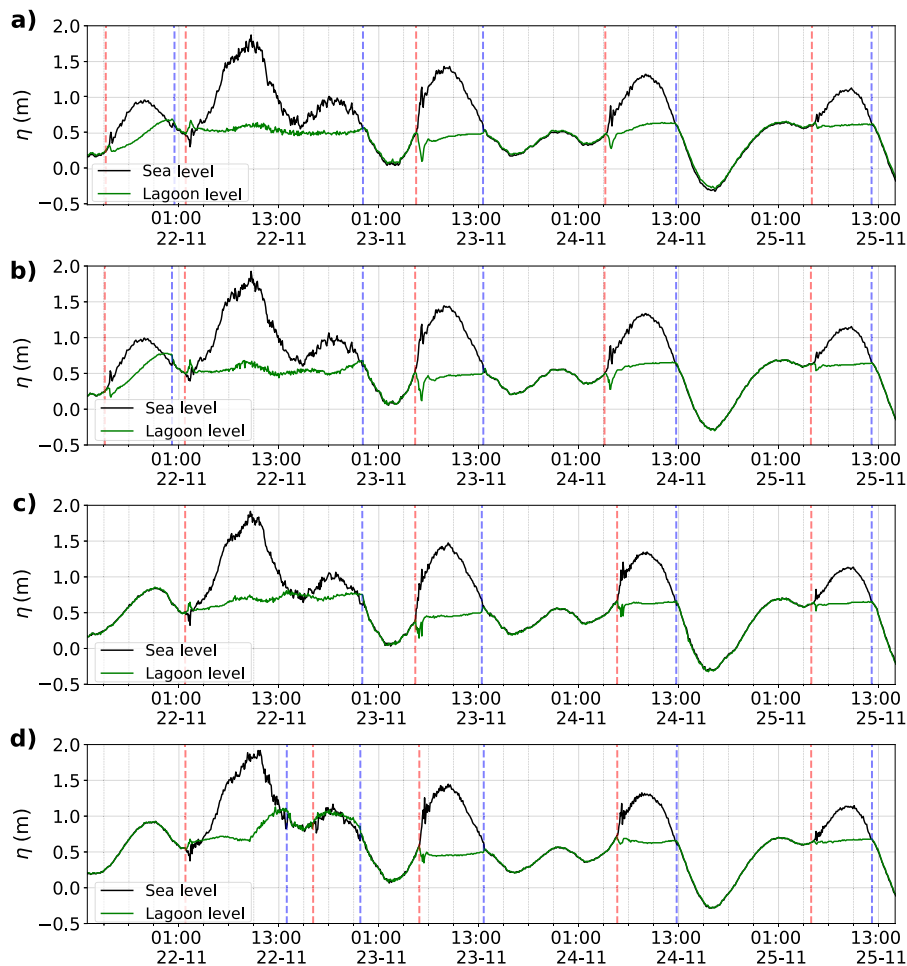 a)
2.0
1.5
1.0
0.5
0.0
−0.5
η (m)
Sea level
Lagoon level
01:00 13:00 01:00 13:00 01:00 13:00 01:00 13:00
22-11 22-11 23-11 23-11 24-11 24-11 25-11 25-11
b)
2.0
1.5
1.0
0.5
0.0
−0.5
η (m)
Sea level
Lagoon level
01:00 13:00 01:00 13:00 01:00 13:00 01:00 13:00
22-11 22-11 23-11 23-11 24-11 24-11 25-11 25-11
c)
2.0
1.5
1.0
0.5
0.0
−0.5
η (m)
Sea level
Lagoon level
01:00 13:00 01:00 13:00 01:00 13:00 01:00 13:00
22-11 22-11 23-11 23-11 24-11 24-11 25-11 25-11
d)
2.0
1.5
1.0
0.5
0.0
−0.5
η (m)
Sea level
Lagoon level
01:00 13:00 01:00 13:00 01:00 13:00 01:00 13:00
22-11 22-11 23-11 23-11 24-11 24-11 25-11 25-11